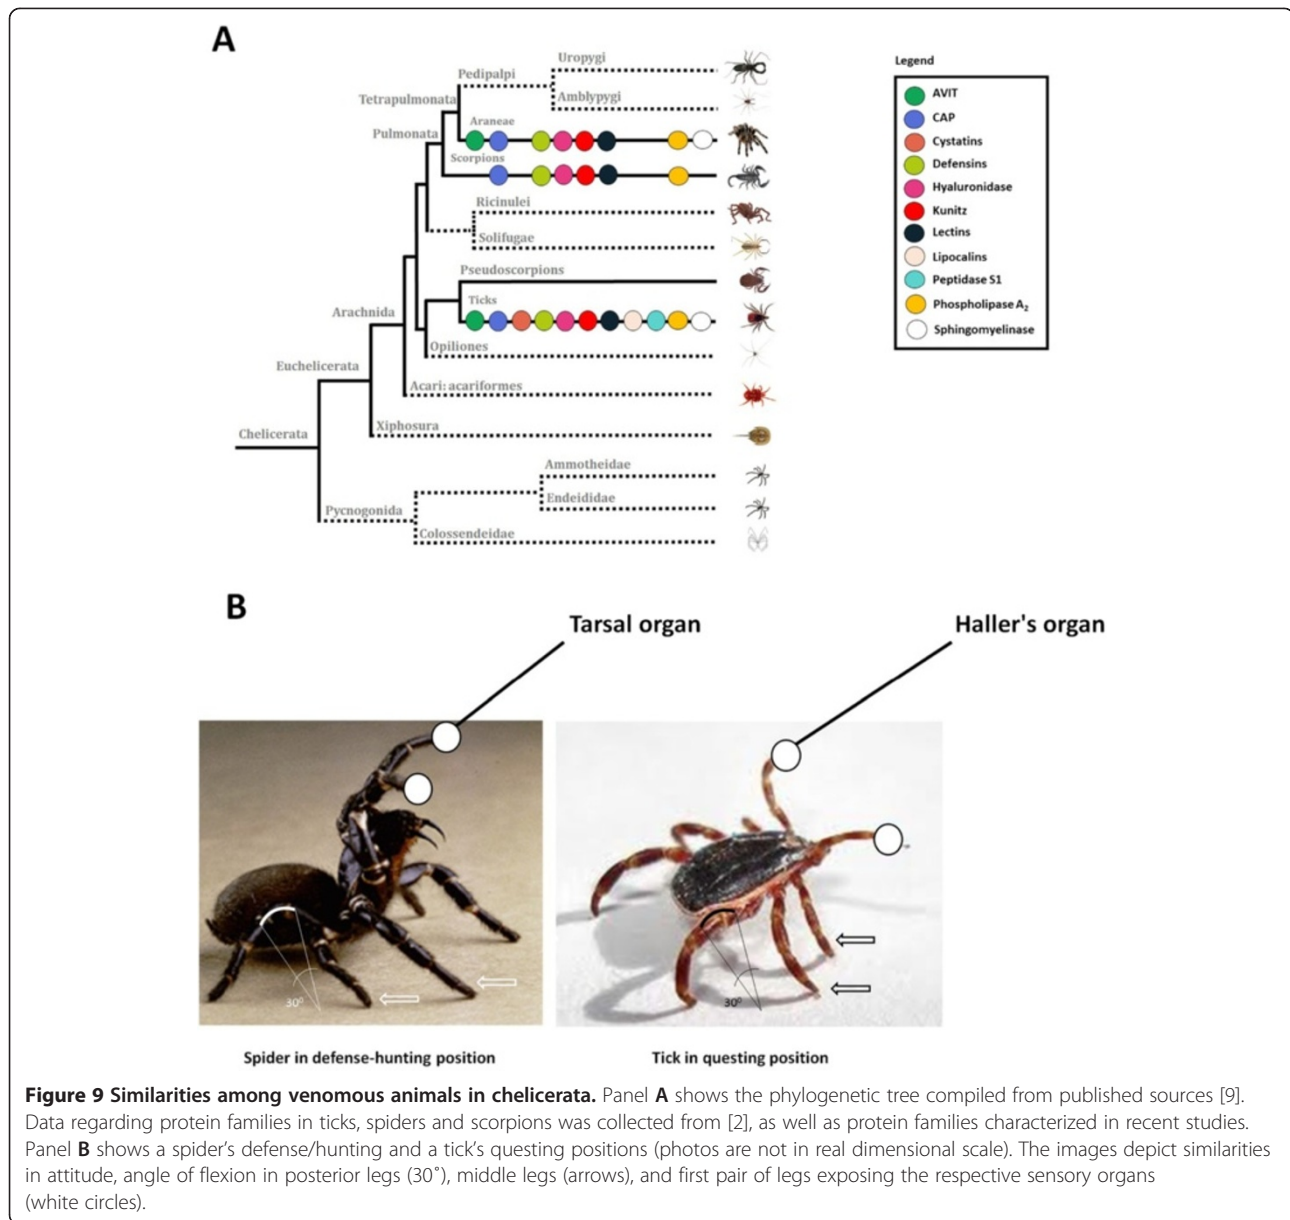 A
Uropygi
Pedipalpi
Amblypygi
Tetrapulmonata
Araneae
Pulmonata
Scorpions
Ricinulei
Solifugae
Pseudoscorpions
Ticks
Arachnida
Opiliones
Euchelicerata
Acari: acariformes
Xiphosura
Chelicerata
Ammotheidae
Endeididae
Pycnogonida
Colossendeidae
Legend
AVIT
CAP
Cystatins
Defensins
Hyaluronidase
Kunitz
Lectins
Lipocalins
Peptidase S1
Phospholipase A₂
Sphingomyelinase
B
Tarsal organ
Haller's organ
30⁰
30⁰
Spider in defense-hunting position
Tick in questing position
Figure 9 Similarities among venomous animals in chelicerata. Panel A shows the phylogenetic tree compiled from published sources [9].
Data regarding protein families in ticks, spiders and scorpions was collected from [2], as well as protein families characterized in recent studies.
Panel B shows a spider's defense/hunting and a tick's questing positions (photos are not in real dimensional scale). The images depict similarities
in attitude, angle of flexion in posterior legs (30˚), middle legs (arrows), and first pair of legs exposing the respective sensory organs
(white circles).